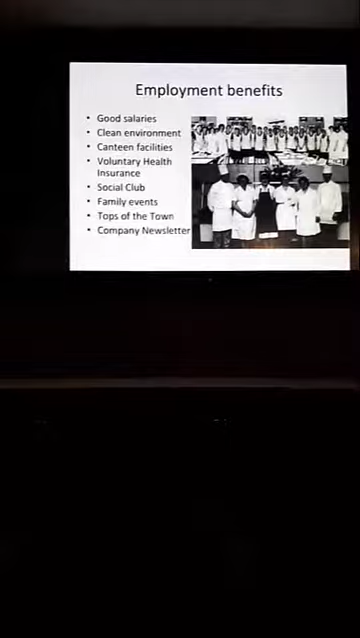 Employment benefits
• Good salaries
• Clean environment
• Canteen facilities
• Voluntary Health
Insurance
• Social Club
• Family events
• Tops of the Town
• Company Newsletter